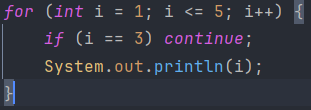 for (int i = 1; i <= 5; i++) {
    if (i == 3) continue;
    System.out.println(i);
}